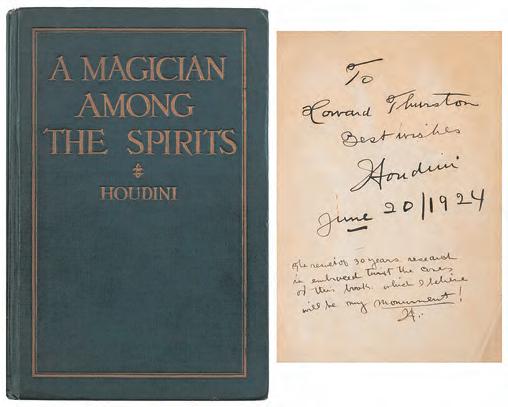 A MAGICIAN
AMONG
THE SPIRITS
HOUDINI
To
Howard Thurston
Best wishes
Houdini
June 20/1924
The result of 30 years research
is embraced twixt the covers
of this book. which I believe
will be my monument!
H.